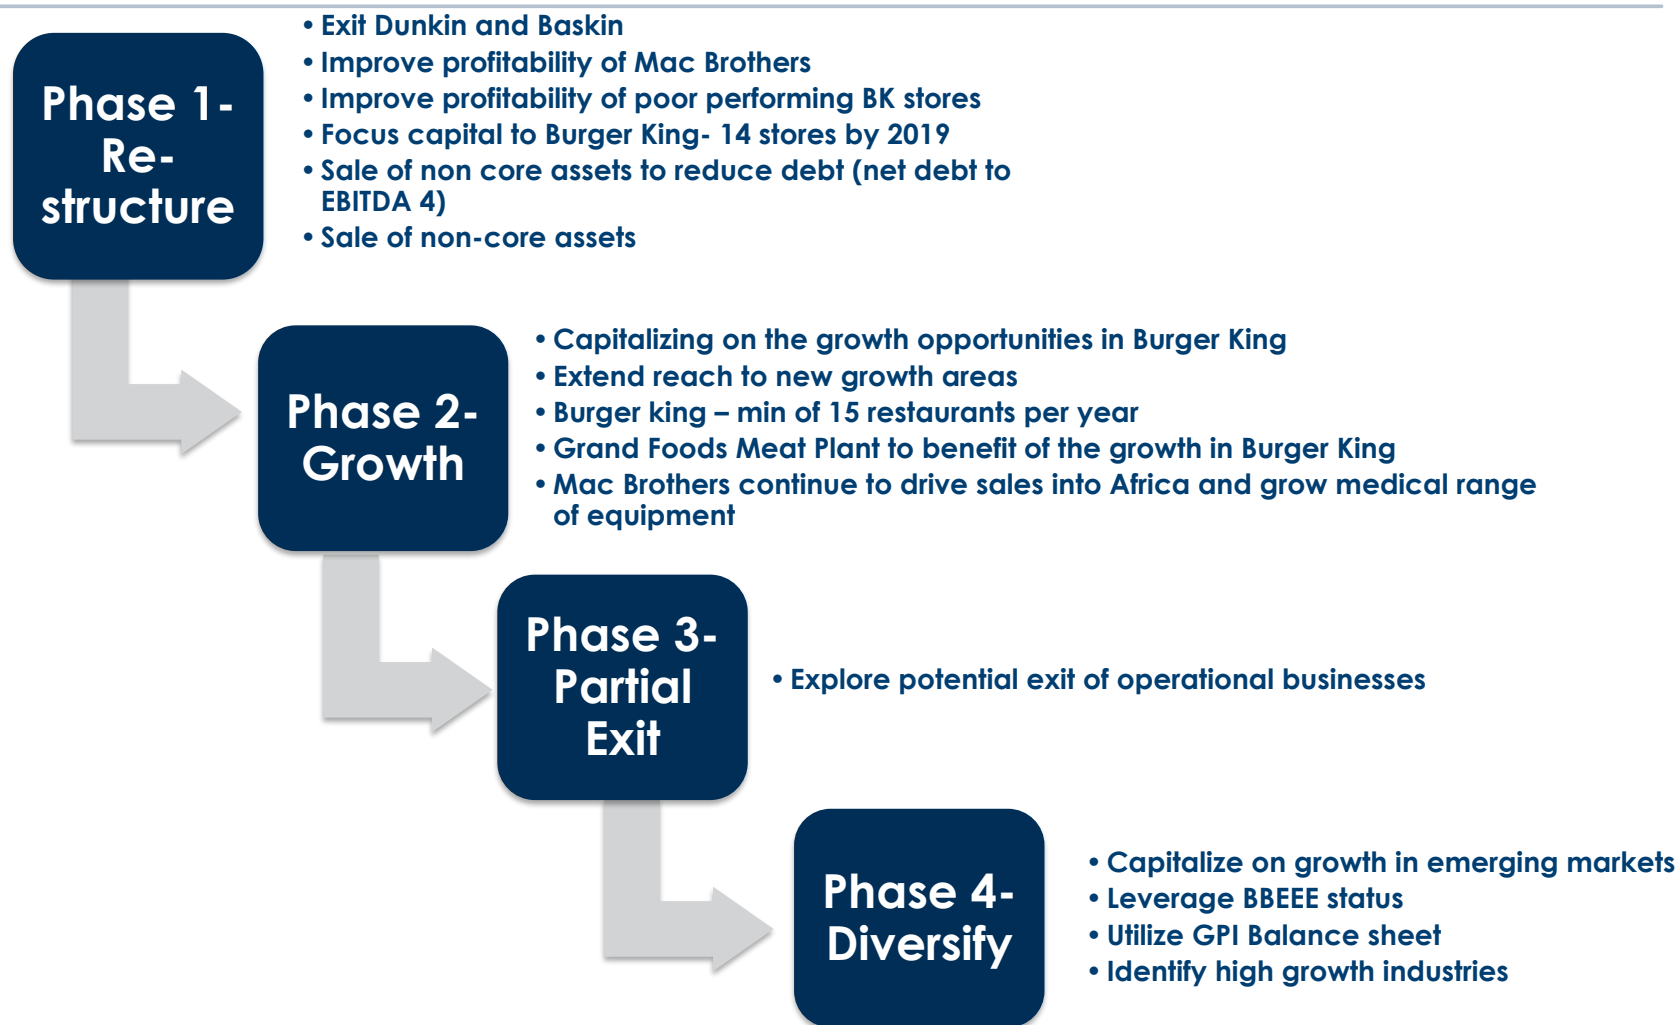 Phase 1-
Re-
structure
• Exit Dunkin and Baskin
• Improve profitability of Mac Brothers
• Improve profitability of poor performing BK stores
• Focus capital to Burger King- 14 stores by 2019
• Sale of non core assets to reduce debt (net debt to
EBITDA 4)
• Sale of non-core assets
Phase 2-
Growth
• Capitalizing on the growth opportunities in Burger King
• Extend reach to new growth areas
• Burger king – min of 15 restaurants per year
• Grand Foods Meat Plant to benefit of the growth in Burger King
• Mac Brothers continue to drive sales into Africa and grow medical range
of equipment
Phase 3-
Partial
Exit
• Explore potential exit of operational businesses
Phase 4-
Diversify
• Capitalize on growth in emerging markets
• Leverage BBEEE status
• Utilize GPI Balance sheet
• Identify high growth industries